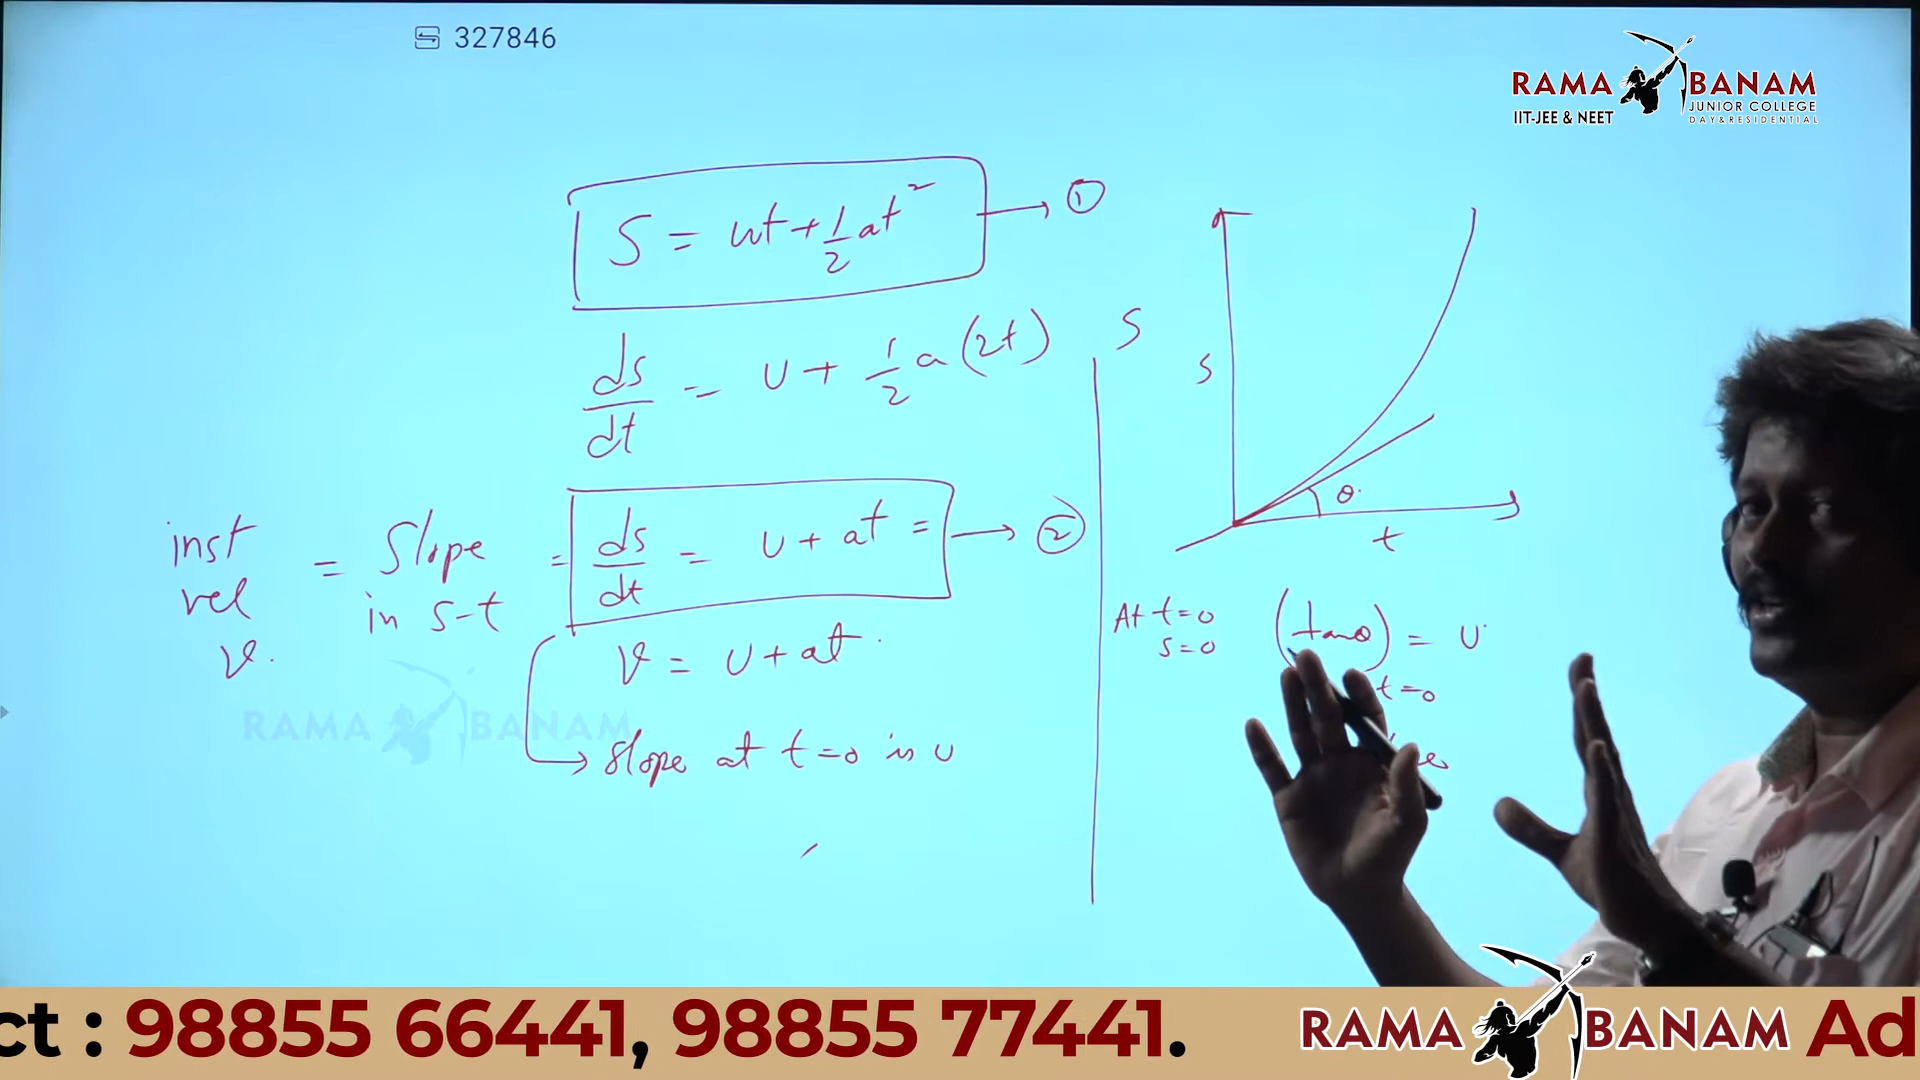 327846
RAMA BANAM
JUNIOR COLLEGE
IIT-JEE & NEET
DAY & RESIDENTIAL
S = ut + 1/2 at² → ①
ds/dt = u + 1/2 a (2t)
S
inst vel v. = Slope in s-t = ds/dt = u + at = → ②
v = u + at
RAMA BANAM
→ Slope at t=0 is u
S
θ
t
At t=0
s=0
(tanθ) = u
t=0
ct : 98855 66441, 98855 77441.
RAMA BANAM Ad